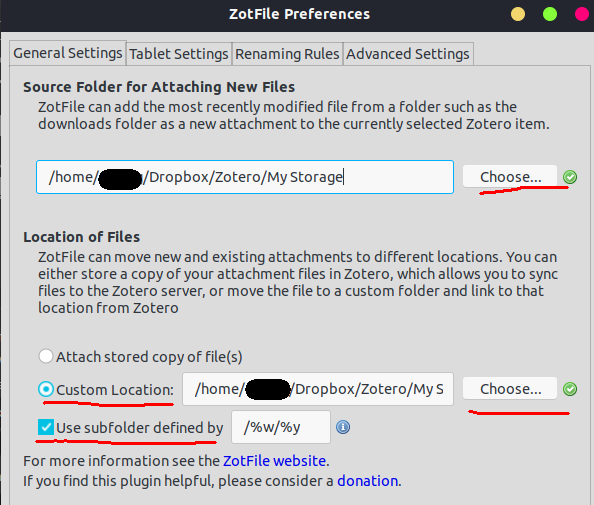 ZotFile Preferences
General Settings Tablet Settings Renaming Rules Advanced Settings
Source Folder for Attaching New Files
ZotFile can add the most recently modified file from a folder such as the
downloads folder as a new attachment to the currently selected Zotero item.
/home/ /Dropbox/Zotero/My Storage Choose...
Location of Files
ZotFile can move new and existing attachments to different locations. You can
either store a copy of your attachment files in Zotero, which allows you to sync
files to the Zotero server, or move the file to a custom folder and link to that
location from Zotero
Attach stored copy of file(s)
Custom Location: /home/ /Dropbox/Zotero/My S Choose...
Use subfolder defined by /%w/%y
For more information see the ZotFile website.
If you find this plugin helpful, please consider a donation.